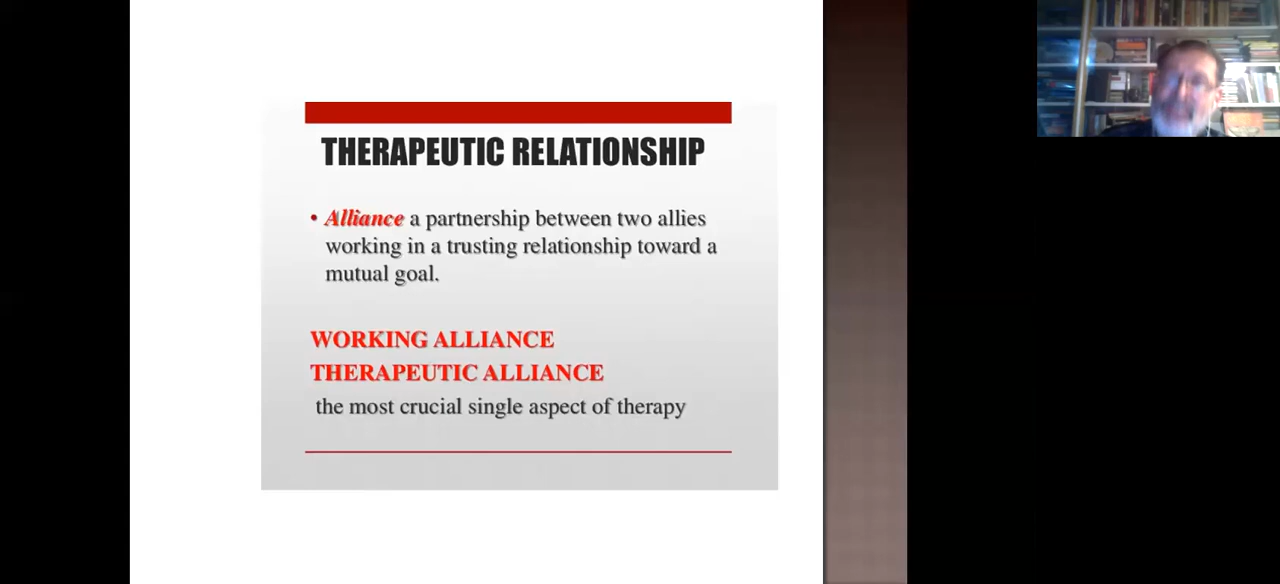 THERAPEUTIC RELATIONSHIP
• Alliance a partnership between two allies
working in a trusting relationship toward a
mutual goal.
WORKING ALLIANCE
THERAPEUTIC ALLIANCE
the most crucial single aspect of therapy